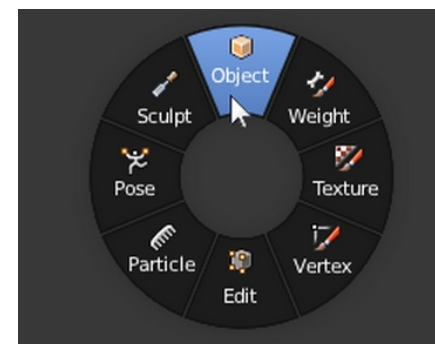 Object
Sculpt
Weight
Pose
Texture
Particle
Vertex
Edit